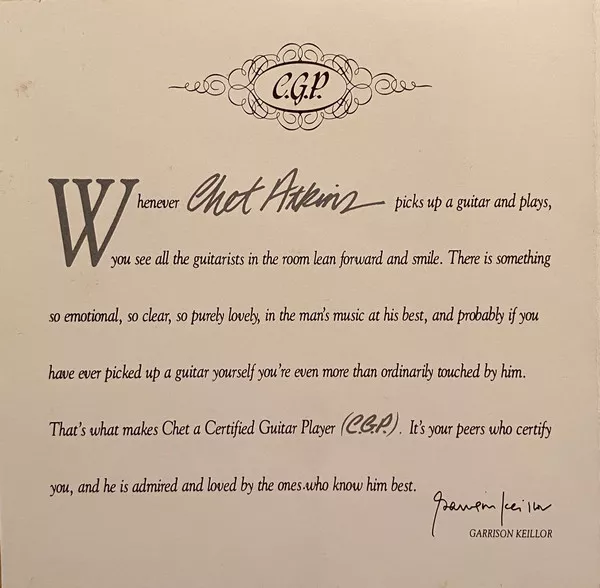 C.G.P.
Whenever Chet Atkins picks up a guitar and plays,
you see all the guitarists in the room lean forward and smile. There is something
so emotional, so clear, so purely lovely, in the man's music at his best, and probably if you
have ever picked up a guitar yourself you're even more than ordinarily touched by him.
That's what makes Chet a Certified Guitar Player (C.G.P.). It's your peers who certify
you, and he is admired and loved by the ones who know him best.
Garrison Keillor
GARRISON KEILLOR